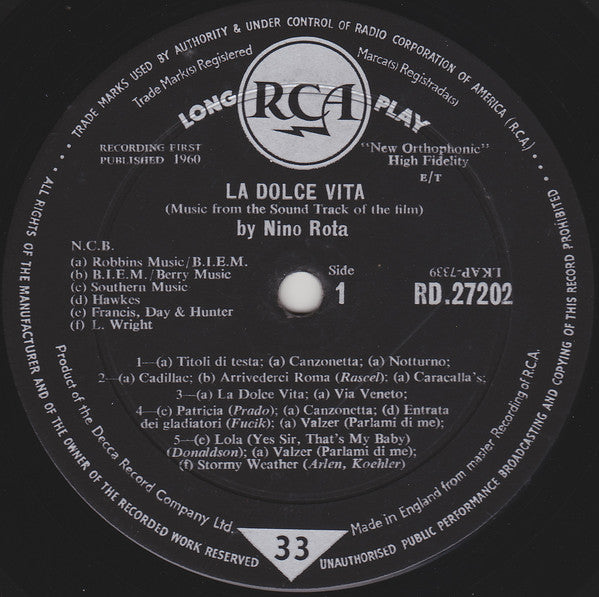 TRADE MARKS USED BY AUTHORITY & UNDER CONTROL OF RADIO CORPORATION OF AMERICA (R.C.A.) —
Trade Mark(s) Registered
Marca(s) Registrada(s)
RCA
LONG PLAY
RECORDING FIRST
PUBLISHED 1960
"New Orthophonic"
High Fidelity
E/T
LA DOLCE VITA
(Music from the Sound Track of the film)
by Nino Rota
N.C.B.
(a) Robbins Music/B.I.E.M.
(b) B.I.E.M./Berry Music
(c) Southern Music
(d) Hawkes
(e) Francis, Day & Hunter
(f) L. Wright
Side
1
LKAP-7339
RD.27202
1—(a) Titoli di testa; (a) Canzonetta; (a) Notturno;
2—(a) Cadillac; (b) Arrivederci Roma (Rascel); (a) Caracalla's;
3—(a) La Dolce Vita; (a) Via Veneto;
4—(c) Patricia (Prado); (a) Canzonetta; (d) Entrata
dei gladiatori (Fucik); (a) Valzer (Parlami di me);
5—(e) Lola (Yes Sir, That's My Baby)
(Donaldson); (a) Valzer (Parlami di me);
(f) Stormy Weather (Arlen, Koehler)
Product of the Decca Record Company Ltd.
Made in England from master Recording of R.C.A.
33
ALL RIGHTS OF THE MANUFACTURER AND OF THE OWNER OF THE RECORDED WORK RESERVED
UNAUTHORISED PUBLIC PERFORMANCE BROADCASTING AND COPYING OF THIS RECORD PROHIBITED